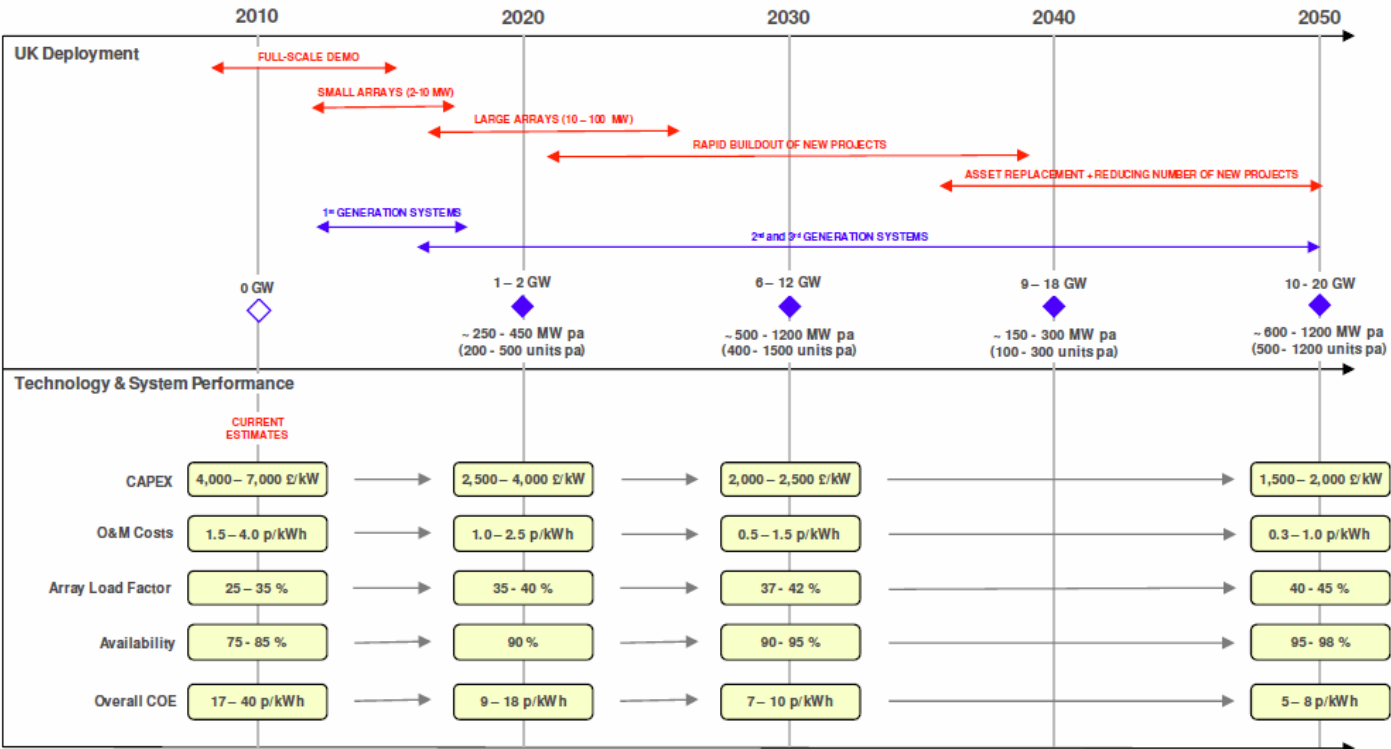 2010 2020 2030 2040 2050
UK Deployment
FULL-SCALE DEMO
SMALL ARRAYS (2-10 MW)
LARGE ARRAYS (10 – 100 MW)
RAPID BUILDOUT OF NEW PROJECTS
ASSET REPLACEMENT + REDUCING NUMBER OF NEW PROJECTS
1st GENERATION SYSTEMS
2nd and 3rd GENERATION SYSTEMS
0 GW 1 – 2 GW 6 – 12 GW 9 – 18 GW 10 - 20 GW
~ 250 - 450 MW pa ~ 500 - 1200 MW pa ~ 150 - 300 MW pa ~ 600 - 1200 MW pa
(200 - 500 units pa) (400 - 1500 units pa) (100 - 300 units pa) (500 - 1200 units pa)
Technology & System Performance
CURRENT
ESTIMATES
CAPEX 4,000 – 7,000 £/kW 2,500 – 4,000 £/kW 2,000 – 2,500 £/kW 1,500 – 2,000 £/kW
O&M Costs 1.5 – 4.0 p/kWh 1.0 – 2.5 p/kWh 0.5 – 1.5 p/kWh 0.3 – 1.0 p/kWh
Array Load Factor 25 – 35 % 35 - 40 % 37 - 42 % 40 - 45 %
Availability 75 - 85 % 90 % 90 - 95 % 95 - 98 %
Overall COE 17 – 40 p/kWh 9 – 18 p/kWh 7 – 10 p/kWh 5 – 8 p/kWh